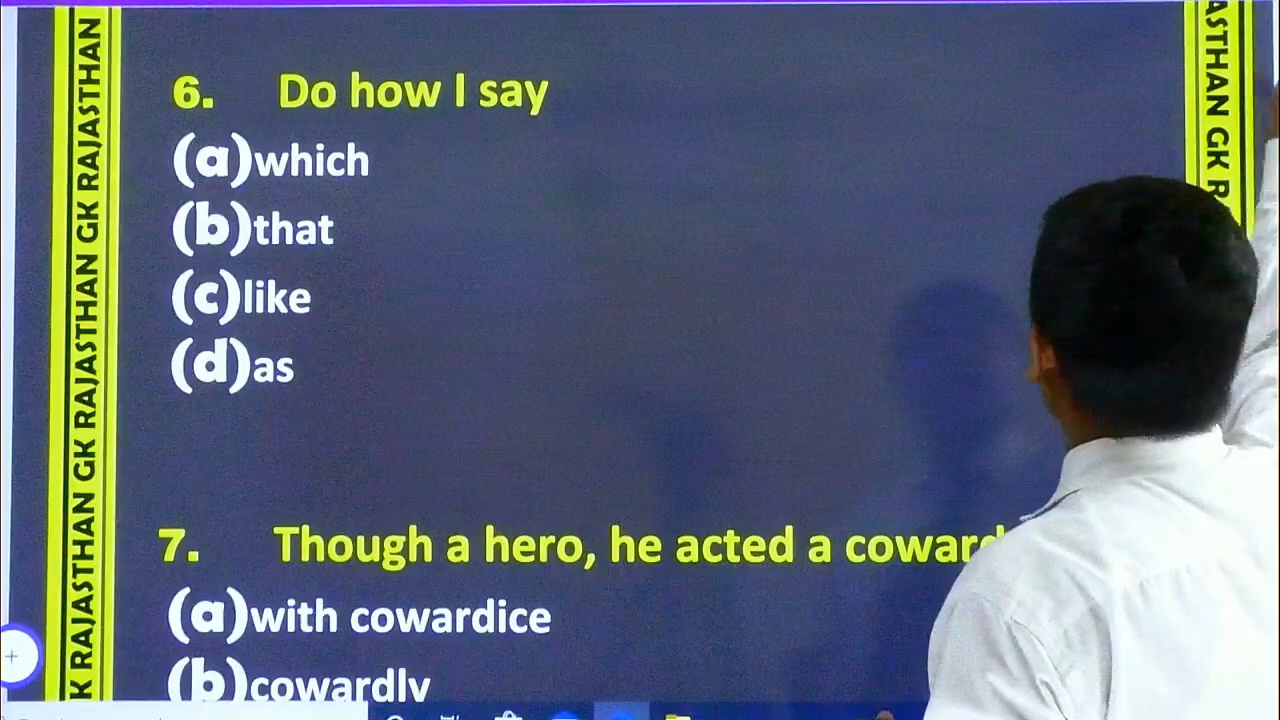 6. Do how I say
(a)which
(b)that
(c)like
(d)as
7. Though a hero, he acted a coward
(a)with cowardice
(b)cowardly
K RAJASTHAN GK RAJASTHAN GK RAJASTHAN
ASTHAN GK R